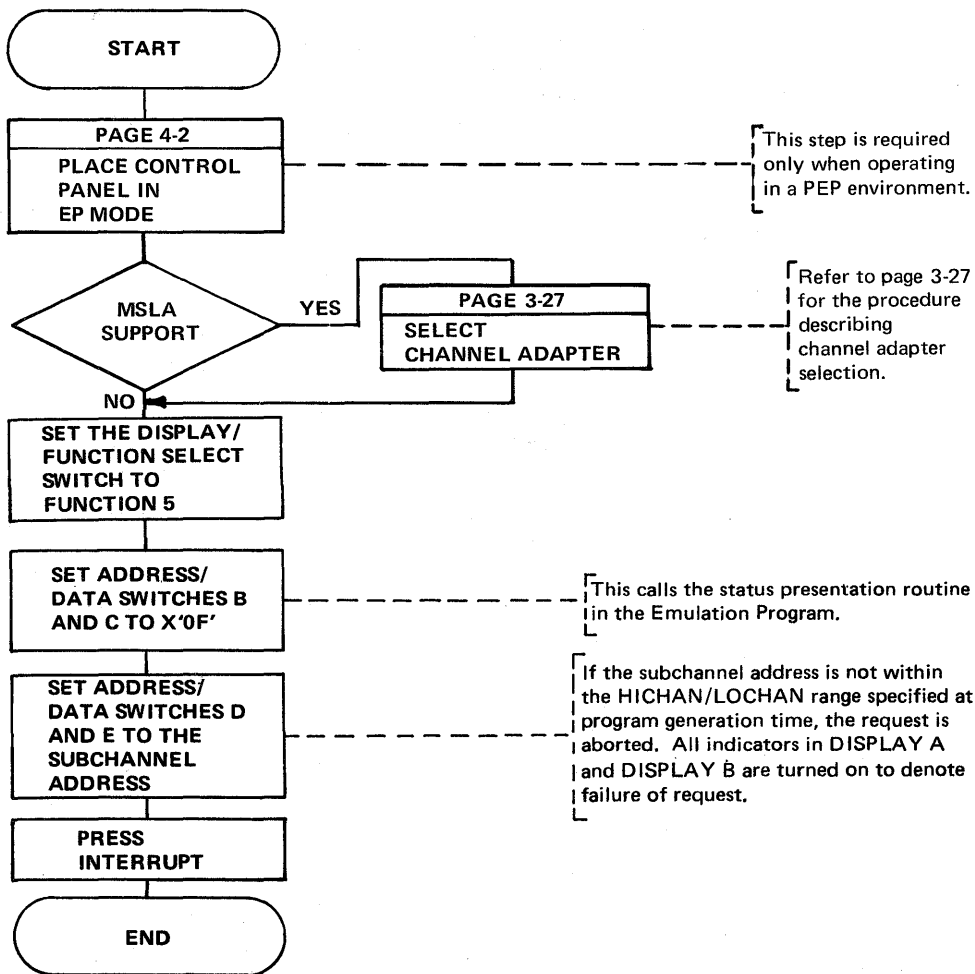 START
PAGE 4-2
PLACE CONTROL
PANEL IN
EP MODE
This step is required
only when operating
in a PEP environment.
MSLA
SUPPORT
YES
PAGE 3-27
SELECT
CHANNEL ADAPTER
Refer to page 3-27
for the procedure
describing
channel adapter
selection.
NO
SET THE DISPLAY/
FUNCTION SELECT
SWITCH TO
FUNCTION 5
SET ADDRESS/
DATA SWITCHES B
AND C TO X'0F'
This calls the status presentation routine
in the Emulation Program.
SET ADDRESS/
DATA SWITCHES D
AND E TO THE
SUBCHANNEL
ADDRESS
If the subchannel address is not within
the HICHAN/LOCHAN range specified at
program generation time, the request is
aborted. All indicators in DISPLAY A
and DISPLAY B are turned on to denote
failure of request.
PRESS
INTERRUPT
END